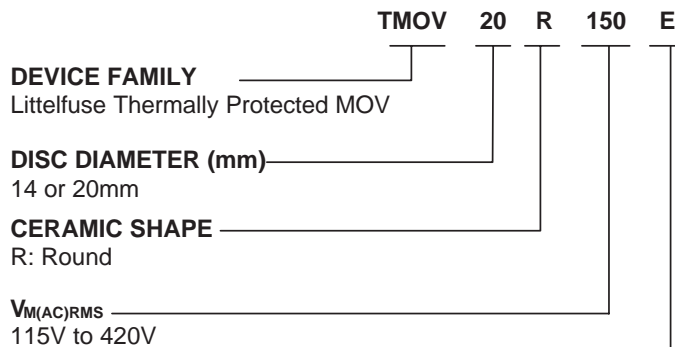 TMOV 20 R 150 E
DEVICE FAMILY
Littelfuse Thermally Protected MOV
DISC DIAMETER (mm)
14 or 20mm
CERAMIC SHAPE
R: Round
VM(AC)RMS
115V to 420V